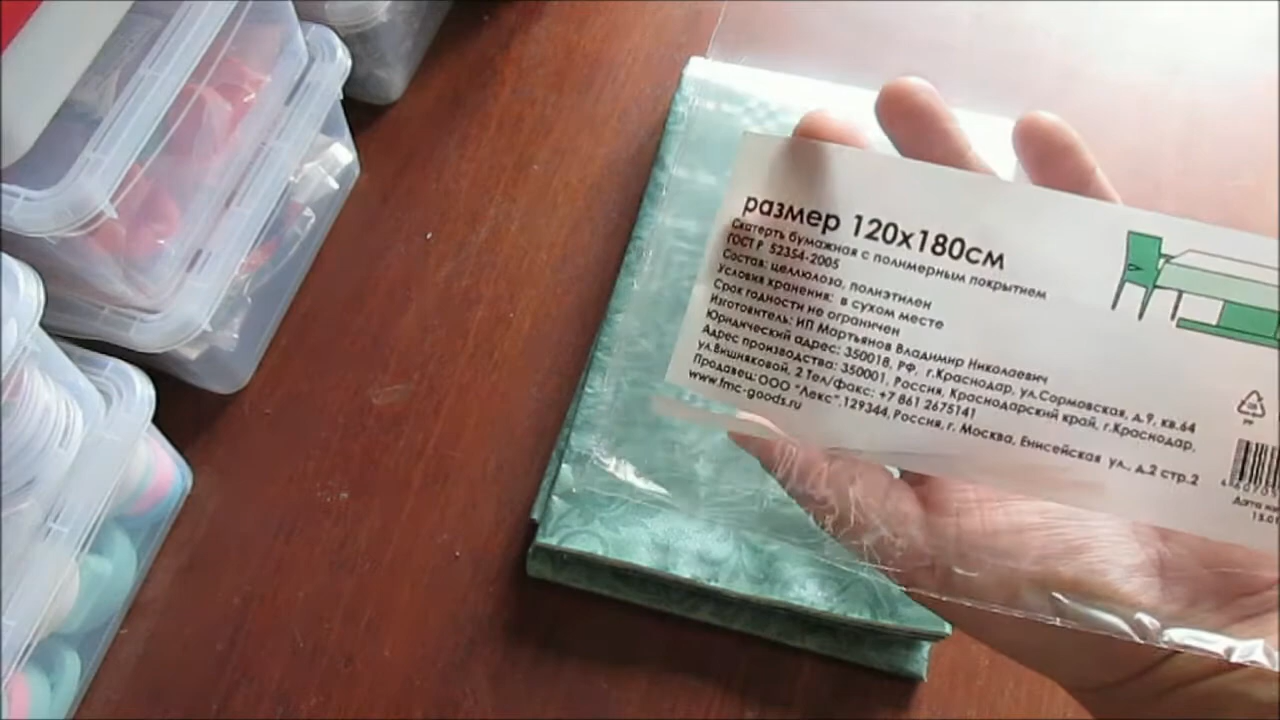 размер 120х180см
Скатерть бумажная с полимерным покрытием
ГОСТ Р 52354-2005
Состав: целлюлоза, полиэтилен
Условия хранения: в сухом месте
Срок годности не ограничен
Изготовитель: ИП Мартьянов Владимир Николаевич
Юридический адрес: 350018, РФ, г.Краснодар, ул.Сормовская, д.9, кв.64
Адрес производства: 350001, Россия, Краснодарский край, г.Краснодар,
ул.Вишняковой, 2 Тел/факс: +7 861 2675141
Продавец: ООО "Лекс", 129344, Россия, г. Москва, Енисейская ул., д.2 стр.2
www.fmc-goods.ru
PP
Дата